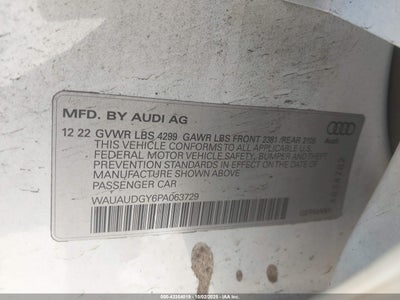 MFD. BY AUDI AG
12 22 GVWR LBS 4299 GAWR LBS FRONT 2381 /REAR 2105
THIS VEHICLE CONFORMS TO ALL APPLICABLE U.S.
FEDERAL MOTOR VEHICLE SAFETY, BUMPER AND THEFT
PREVENTION STANDARDS IN EFFECT ON THE DATE OF
MANUFACTURE SHOWN ABOVE
PASSENGER CAR
WAUAUDGY6PA063729
Audi